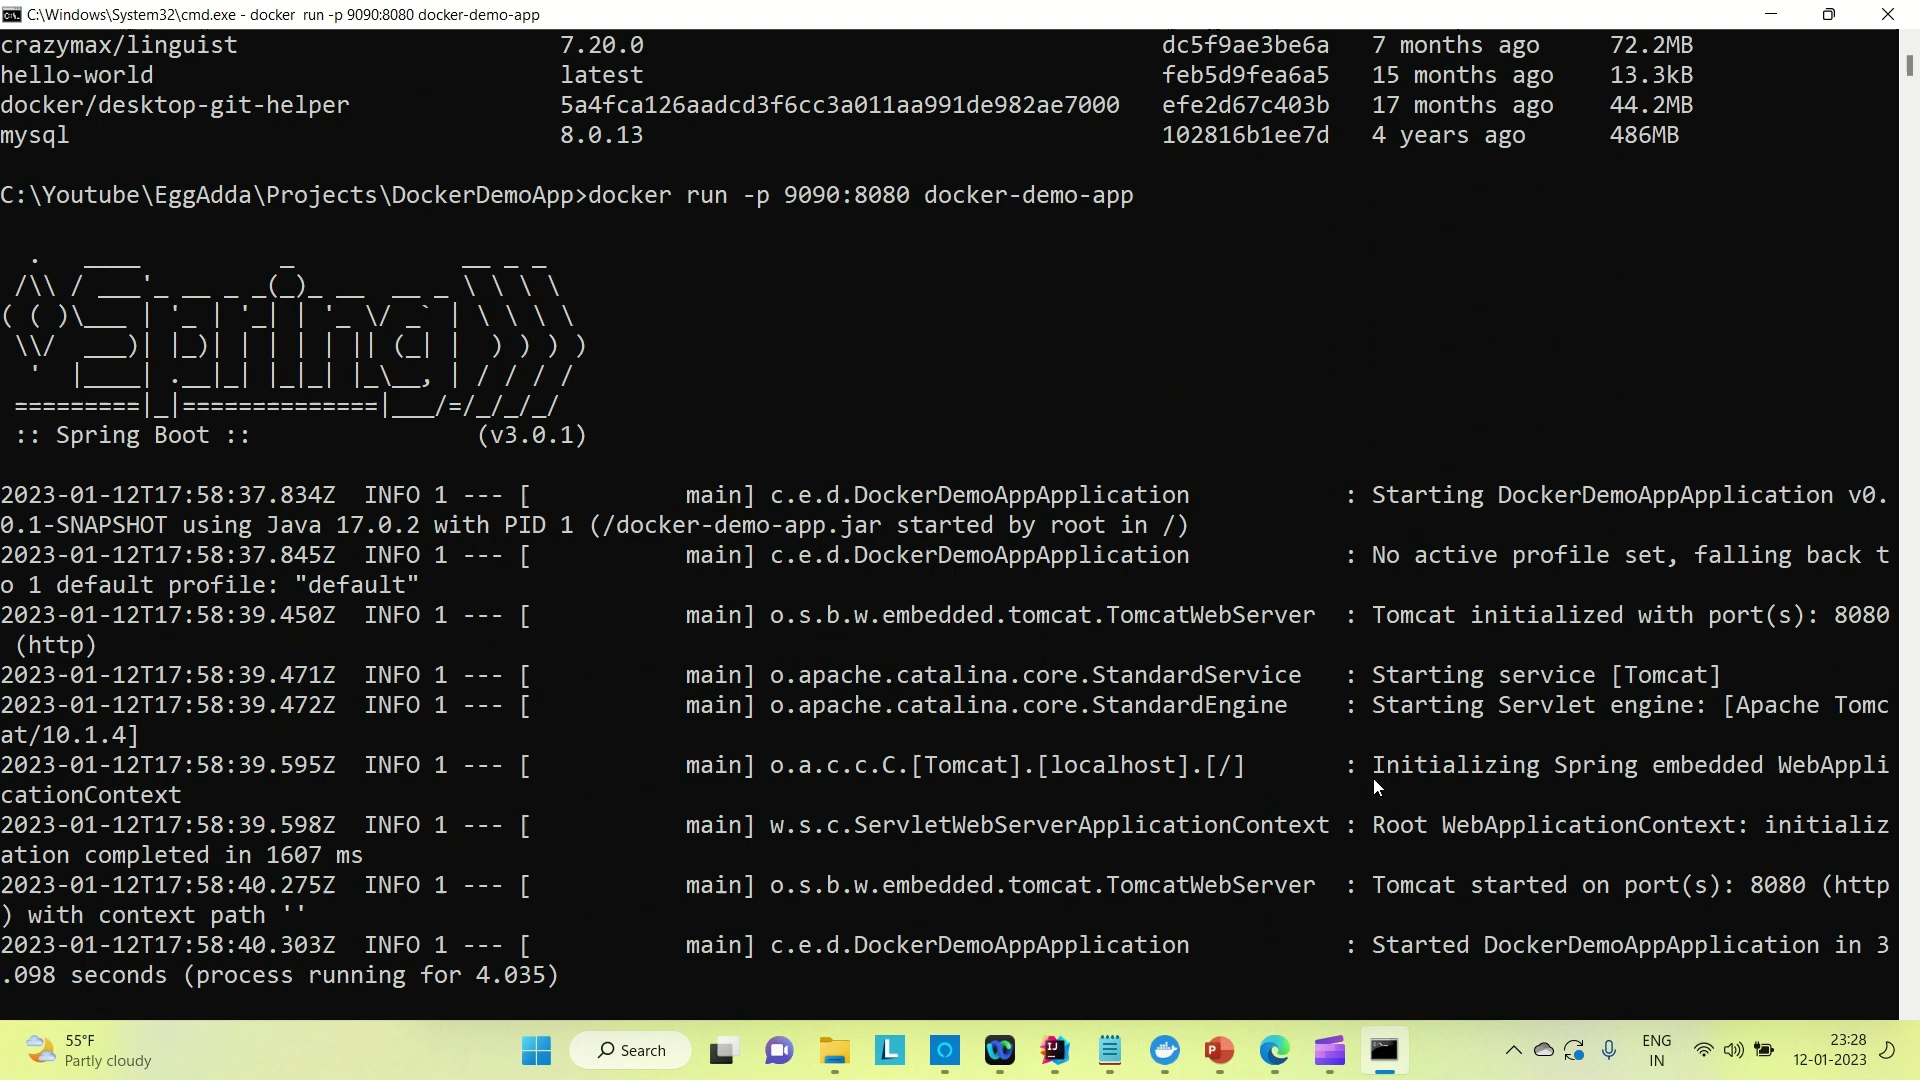 C:\Windows\System32\cmd.exe - docker  run -p 9090:8080 docker-demo-app
crazymax/linguist                       7.20.0                                     dc5f9ae3be6a   7 months ago     72.2MB
hello-world                             latest                                     feb5d9fea6a5   15 months ago    13.3kB
docker/desktop-git-helper               5a4fca126aadcd3f6cc3a011aa991de982ae7000   efe2d67c403b   17 months ago    44.2MB
mysql                                   8.0.13                                     102816b1ee7d   4 years ago      486MB
C:\Youtube\EggAdda\Projects\DockerDemoApp>docker run -p 9090:8080 docker-demo-app
  .   ____          _            __ _ _
 /\\ / ___'_ __ _ _(_)_ __  __ _ \ \ \ \
( ( )\___ | '_ | '_| | '_ \/ _` | \ \ \ \
 \\/  ___)| |_)| | | | | || (_| |  ) ) ) )
  '  |____| .__|_| |_|_| |_\__, | / / / /
 =========|_|==============|___/=/_/_/_/
 :: Spring Boot ::                (v3.0.1)
2023-01-12T17:58:37.834Z  INFO 1 --- [           main] c.e.d.DockerDemoAppApplication           : Starting DockerDemoAppApplication v0.
0.1-SNAPSHOT using Java 17.0.2 with PID 1 (/docker-demo-app.jar started by root in /)
2023-01-12T17:58:37.845Z  INFO 1 --- [           main] c.e.d.DockerDemoAppApplication           : No active profile set, falling back t
o 1 default profile: "default"
2023-01-12T17:58:39.450Z  INFO 1 --- [           main] o.s.b.w.embedded.tomcat.TomcatWebServer  : Tomcat initialized with port(s): 8080
 (http)
2023-01-12T17:58:39.471Z  INFO 1 --- [           main] o.apache.catalina.core.StandardService   : Starting service [Tomcat]
2023-01-12T17:58:39.472Z  INFO 1 --- [           main] o.apache.catalina.core.StandardEngine    : Starting Servlet engine: [Apache Tomc
at/10.1.4]
2023-01-12T17:58:39.595Z  INFO 1 --- [           main] o.a.c.c.C.[Tomcat].[localhost].[/]       : Initializing Spring embedded WebAppli
cationContext
2023-01-12T17:58:39.598Z  INFO 1 --- [           main] w.s.c.ServletWebServerApplicationContext : Root WebApplicationContext: initializ
ation completed in 1607 ms
2023-01-12T17:58:40.275Z  INFO 1 --- [           main] o.s.b.w.embedded.tomcat.TomcatWebServer  : Tomcat started on port(s): 8080 (http
) with context path ''
2023-01-12T17:58:40.303Z  INFO 1 --- [           main] c.e.d.DockerDemoAppApplication           : Started DockerDemoAppApplication in 3
.098 seconds (process running for 4.035)
55°F
Partly cloudy
Search
ENG
IN
23:28
12-01-2023